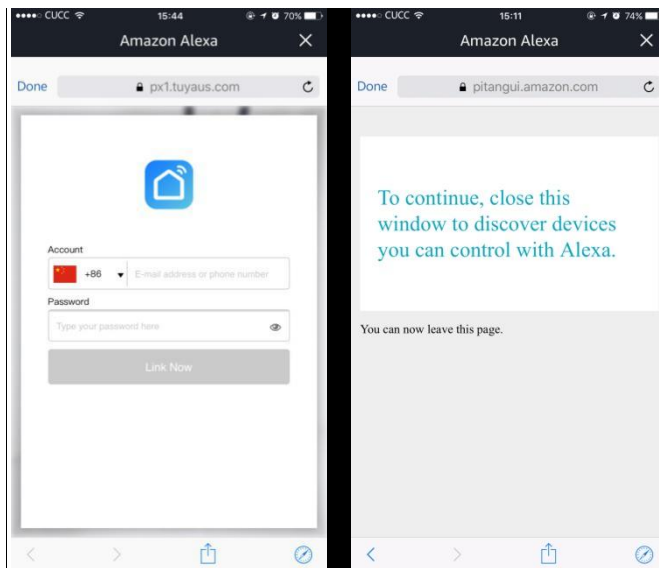 CUCC 15:44 70%
Amazon Alexa
Done px1.tuyaus.com
Account
+86 E-mail address or phone number
Password
Type your password here
Link Now
CUCC 15:11 74%
Amazon Alexa
Done pitangui.amazon.com
To continue, close this
window to discover devices
you can control with Alexa.
You can now leave this page.